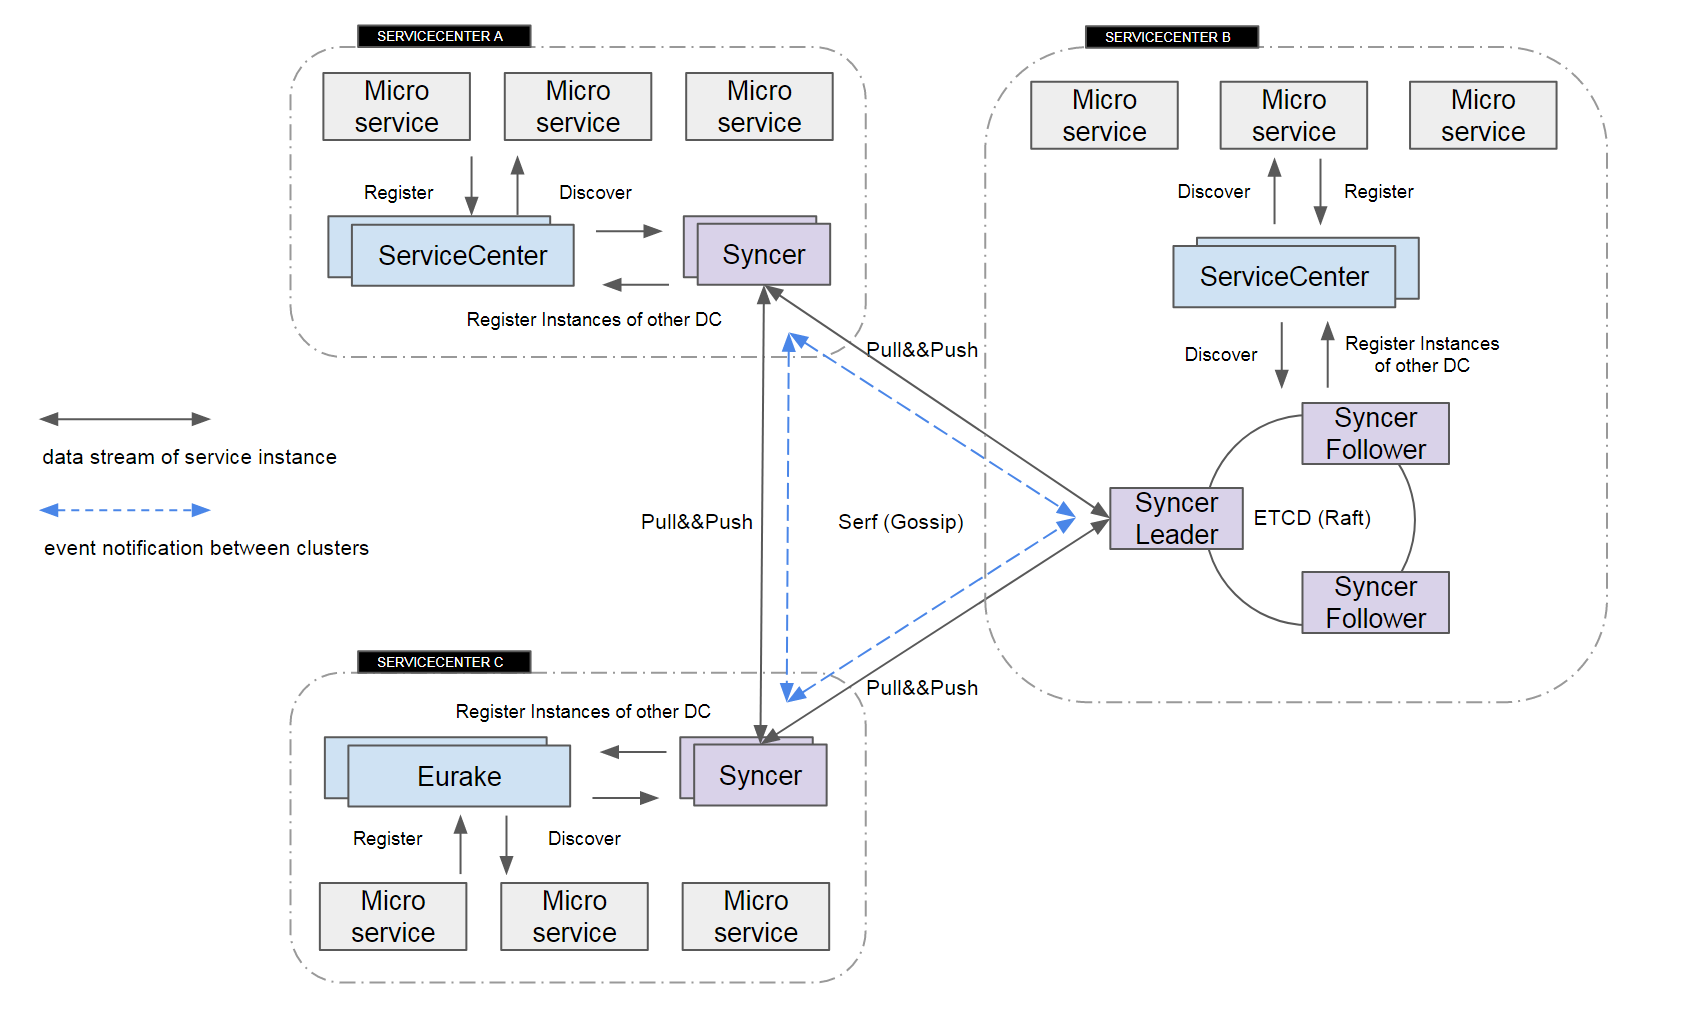 SERVICECENTER A
Micro
service
Micro
service
Micro
service
Register
Discover
ServiceCenter
Syncer
Register Instances of other DC
SERVICECENTER B
Micro
service
Micro
service
Micro
service
Discover
Register
ServiceCenter
Discover
Register Instances
of other DC
Syncer
Follower
Syncer
Leader
ETCD (Raft)
Syncer
Follower
Pull&&Push
Pull&&Push
Serf (Gossip)
Pull&&Push
data stream of service instance
event notification between clusters
SERVICECENTER C
Register Instances of other DC
Eurake
Syncer
Register
Discover
Micro
service
Micro
service
Micro
service